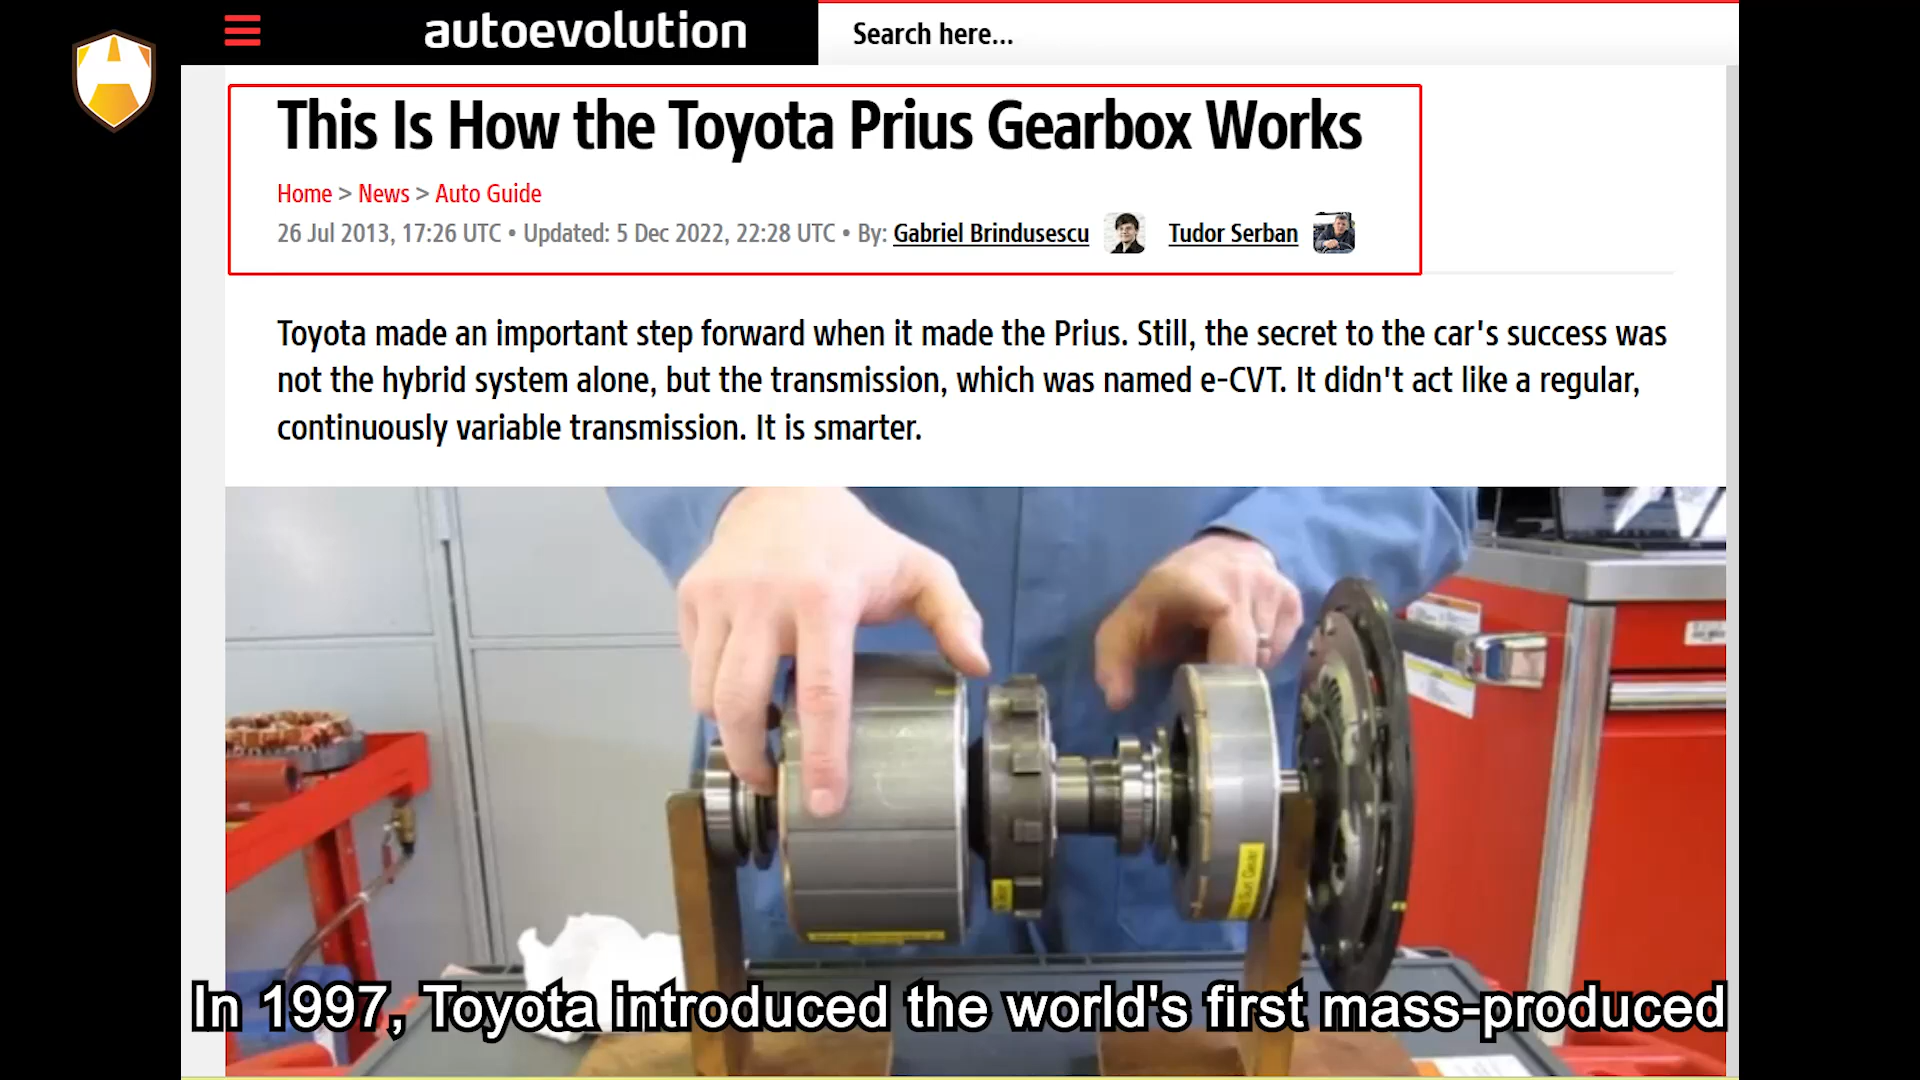 autoevolution
Search here...
This Is How the Toyota Prius Gearbox Works
Home > News > Auto Guide
26 Jul 2013, 17:26 UTC • Updated: 5 Dec 2022, 22:28 UTC • By: Gabriel Brindusescu Tudor Serban
Toyota made an important step forward when it made the Prius. Still, the secret to the car's success was
not the hybrid system alone, but the transmission, which was named e-CVT. It didn't act like a regular,
continuously variable transmission. It is smarter.
Sun Gear
In 1997, Toyota introduced the world's first mass-produced